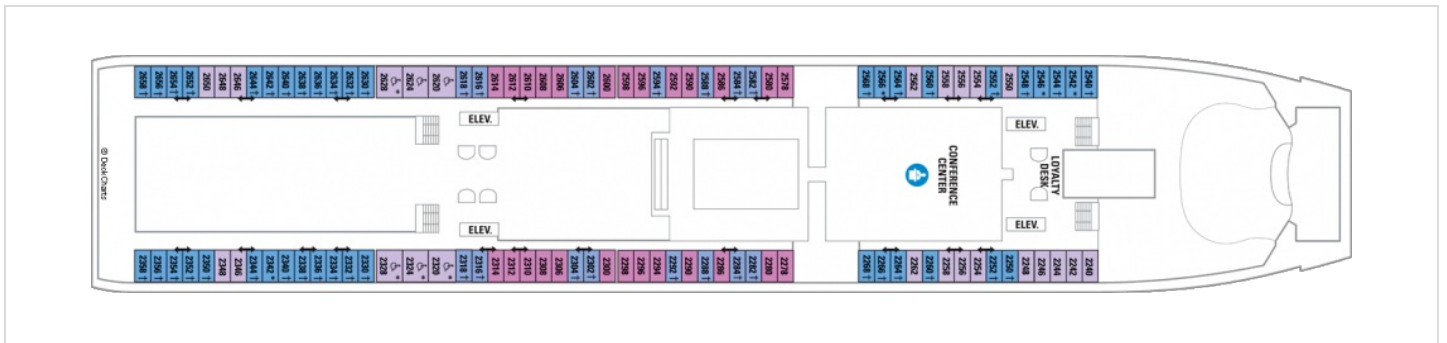 2658 2656 2654 2652 2650 2648 2646 2644 2642 2640 2638 2636 2634 2632 2630 2628 2624 2620 2618 2616 2614 2612 2610 2608 2606 2604 2602 2600 2598 2596 2594 2592 2590 2588 2586 2584 2582 2580 2578 2568 2566 2564 2562 2560 2558 2556 2554 2552 2550 2548 2546 2544 2542 2540
ELEV.
ELEV.
© DeckCharts
CONFERENCE
CENTER
LOYALTY
DESK
ELEV.
ELEV.
2358 2356 2354 2352 2350 2348 2346 2344 2342 2340 2338 2336 2334 2332 2330 2328 2324 2320 2318 2316 2314 2312 2310 2308 2306 2304 2302 2300 2298 2296 2294 2292 2290 2288 2286 2284 2282 2280 2278 2268 2266 2264 2262 2250 2258 2256 2254 2252 2250 2248 2246 2244 2242 2240